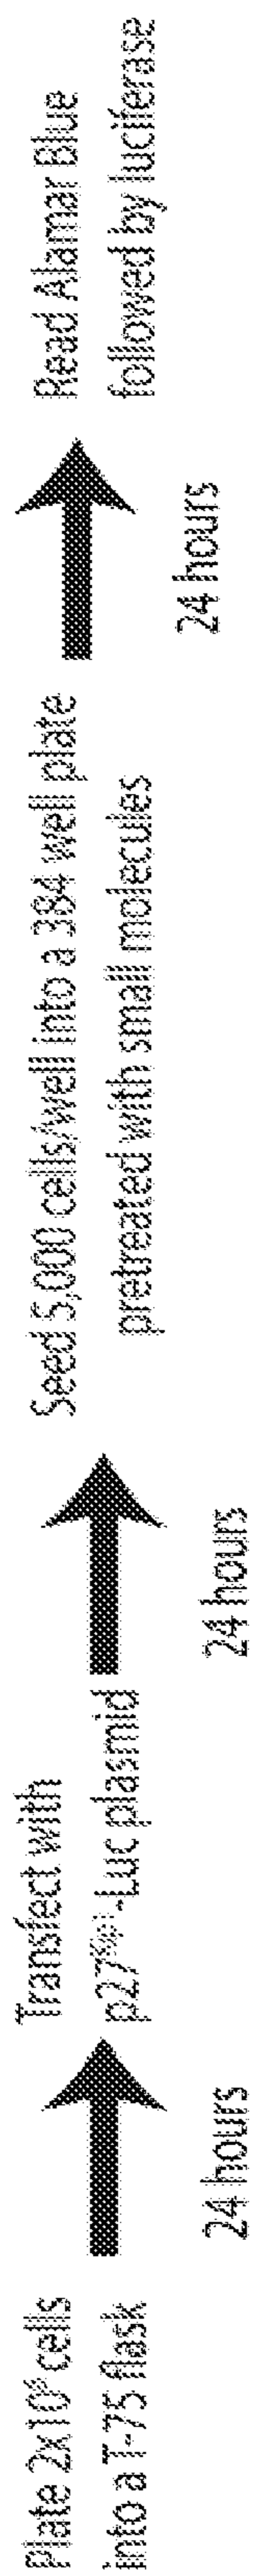 Plate 2x10⁶ cells
into a T-75 flask
24 hours
Transfect with
p27ᴷⁱᵖ¹-Luc plasmid
24 hours
Seed 5,000 cells/well into a 384 well plate
pretreated with small molecules
24 hours
Read Alamar Blue
followed by luciferase